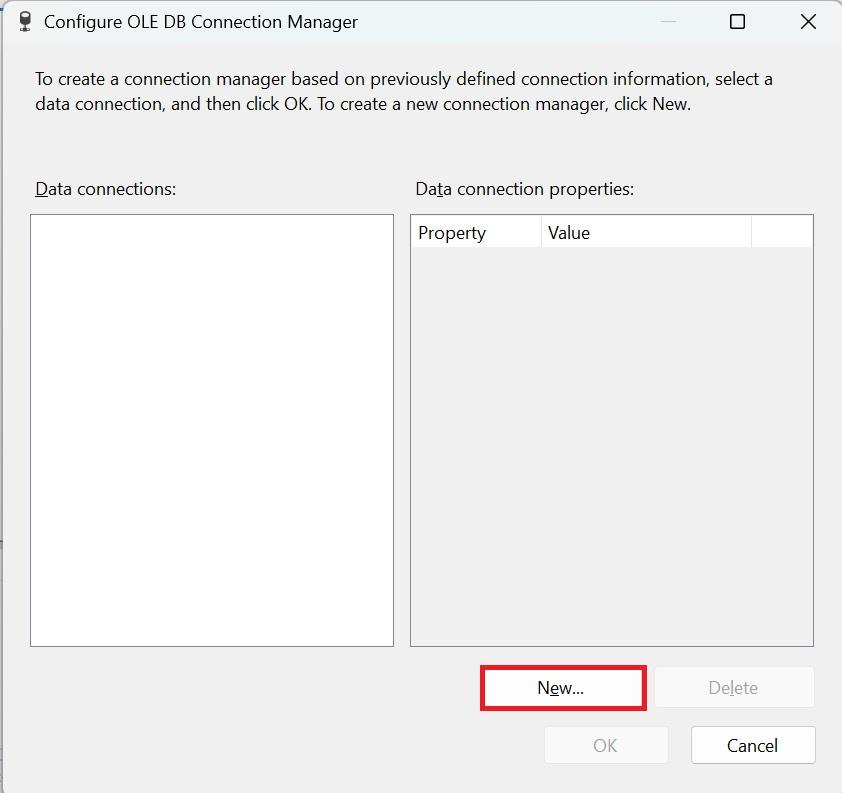 Configure OLE DB Connection Manager
To create a connection manager based on previously defined connection information, select a
data connection, and then click OK. To create a new connection manager, click New.
Data connections:
Data connection properties:
Property Value
New... Delete
OK Cancel